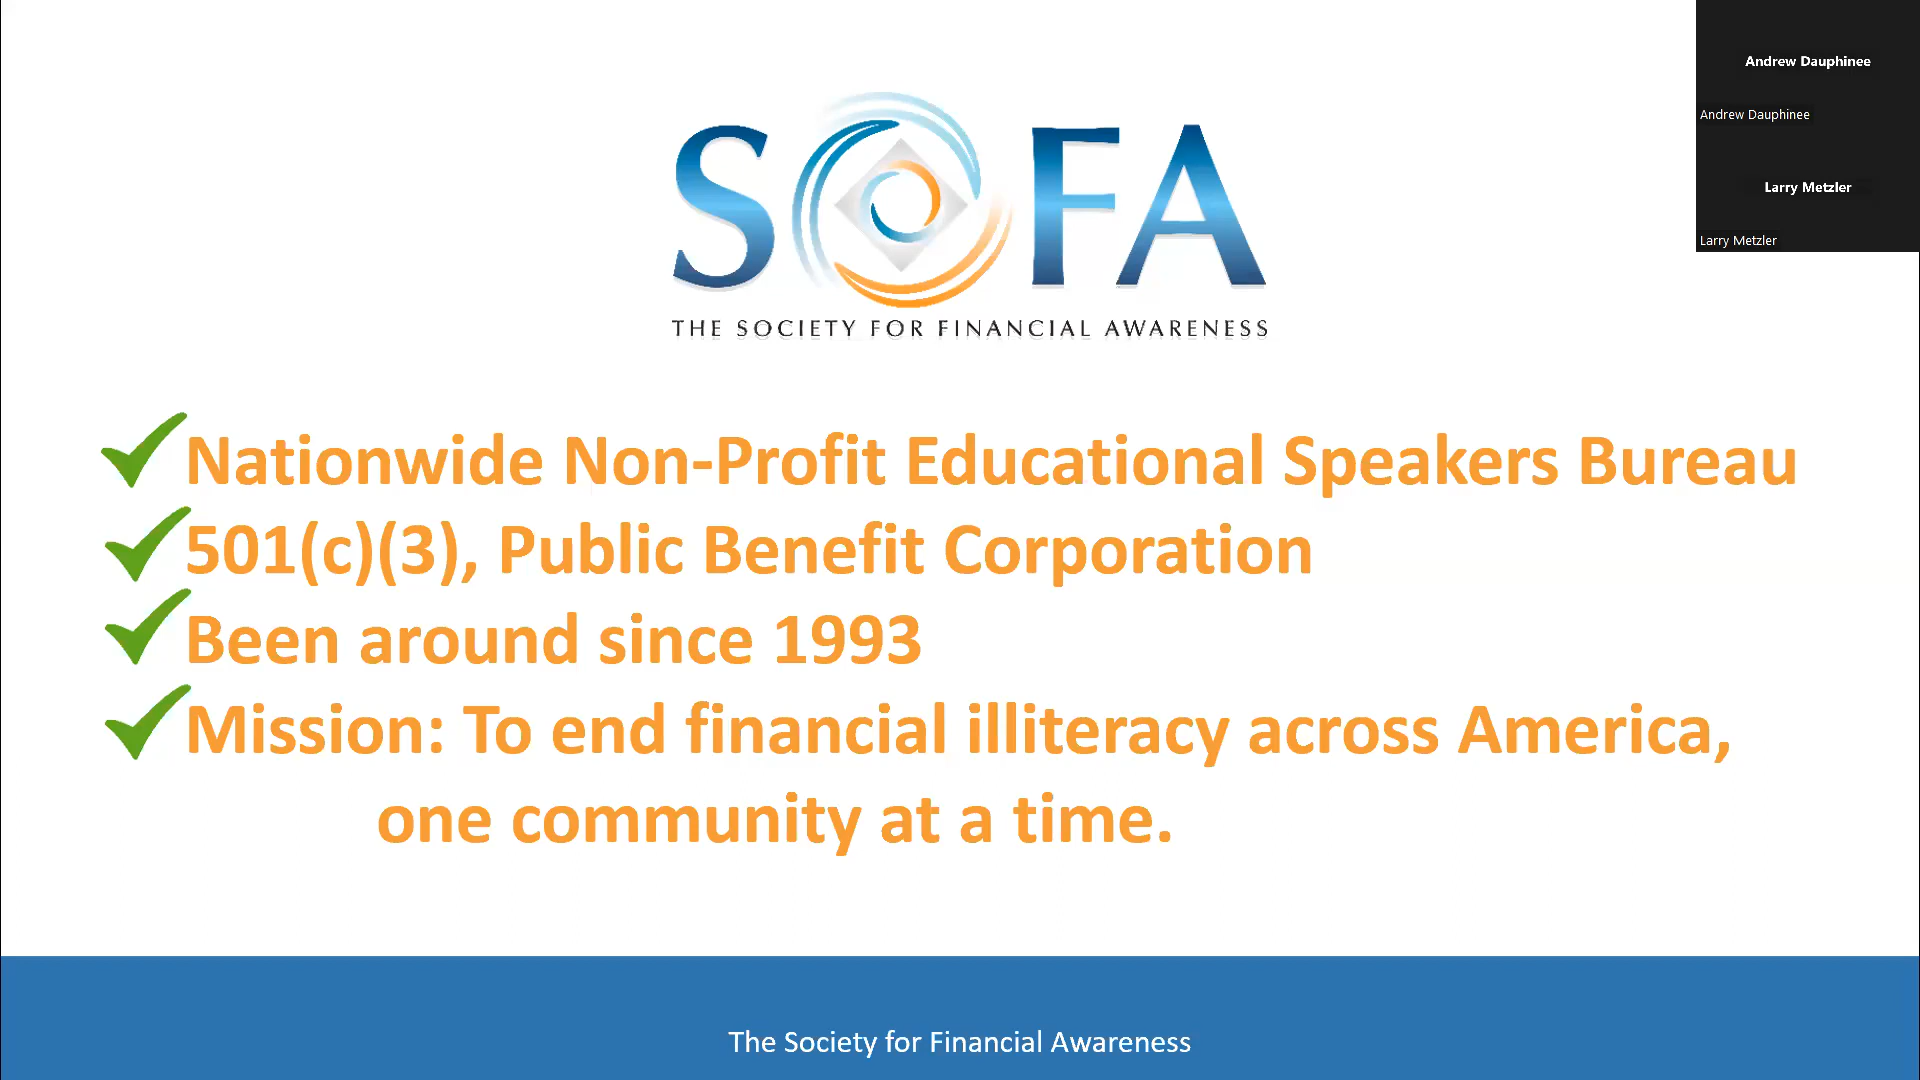 Andrew Dauphinee
Andrew Dauphinee
Larry Metzler
Larry Metzler
SOFA
THE SOCIETY FOR FINANCIAL AWARENESS
Nationwide Non-Profit Educational Speakers Bureau
501(c)(3), Public Benefit Corporation
Been around since 1993
Mission: To end financial illiteracy across America,
one community at a time.
The Society for Financial Awareness